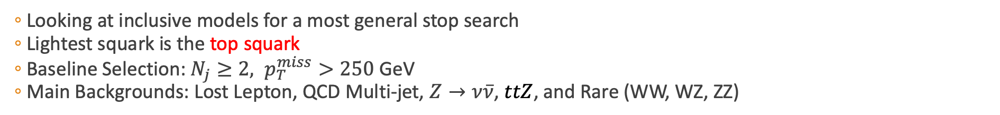 ◦ Looking at inclusive models for a most general stop search
◦ Lightest squark is the top squark
◦ Baseline Selection: $N_j \geq 2,\ p_T^{miss} > 250$ GeV
◦ Main Backgrounds: Lost Lepton, QCD Multi-jet, $Z \rightarrow \nu\bar{\nu}$, $ttZ$, and Rare (WW, WZ, ZZ)